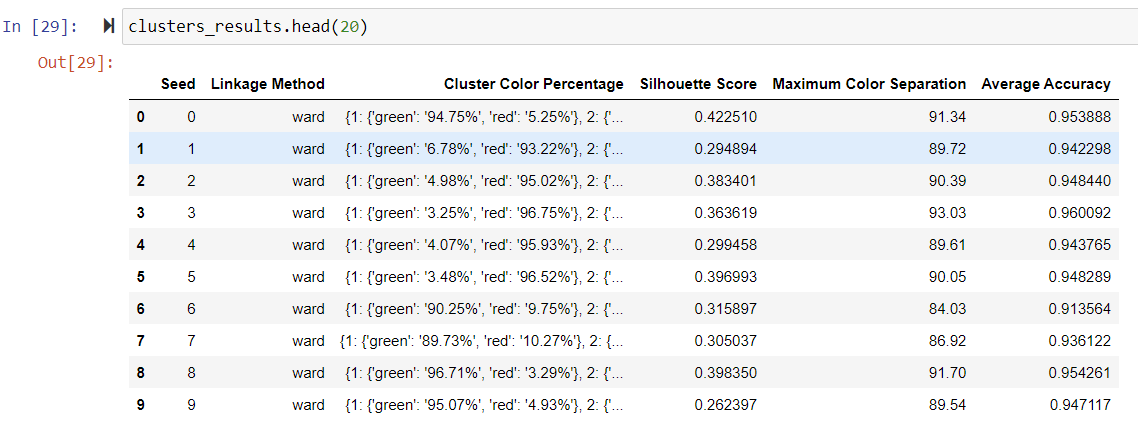 In [29]: clusters_results.head(20)
Out[29]:
Seed Linkage Method Cluster Color Percentage Silhouette Score Maximum Color Separation Average Accuracy
0 0 ward {1: {'green': '94.75%', 'red': '5.25%'}, 2: {'... 0.422510 91.34 0.953888
1 1 ward {1: {'green': '6.78%', 'red': '93.22%'}, 2: {'... 0.294894 89.72 0.942298
2 2 ward {1: {'green': '4.98%', 'red': '95.02%'}, 2: {'... 0.383401 90.39 0.948440
3 3 ward {1: {'green': '3.25%', 'red': '96.75%'}, 2: {'... 0.363619 93.03 0.960092
4 4 ward {1: {'green': '4.07%', 'red': '95.93%'}, 2: {'... 0.299458 89.61 0.943765
5 5 ward {1: {'green': '3.48%', 'red': '96.52%'}, 2: {'... 0.396993 90.05 0.948289
6 6 ward {1: {'green': '90.25%', 'red': '9.75%'}, 2: {'... 0.315897 84.03 0.913564
7 7 ward {1: {'green': '89.73%', 'red': '10.27%'}, 2: {... 0.305037 86.92 0.936122
8 8 ward {1: {'green': '96.71%', 'red': '3.29%'}, 2: {'... 0.398350 91.70 0.954261
9 9 ward {1: {'green': '95.07%', 'red': '4.93%'}, 2: {'... 0.262397 89.54 0.947117